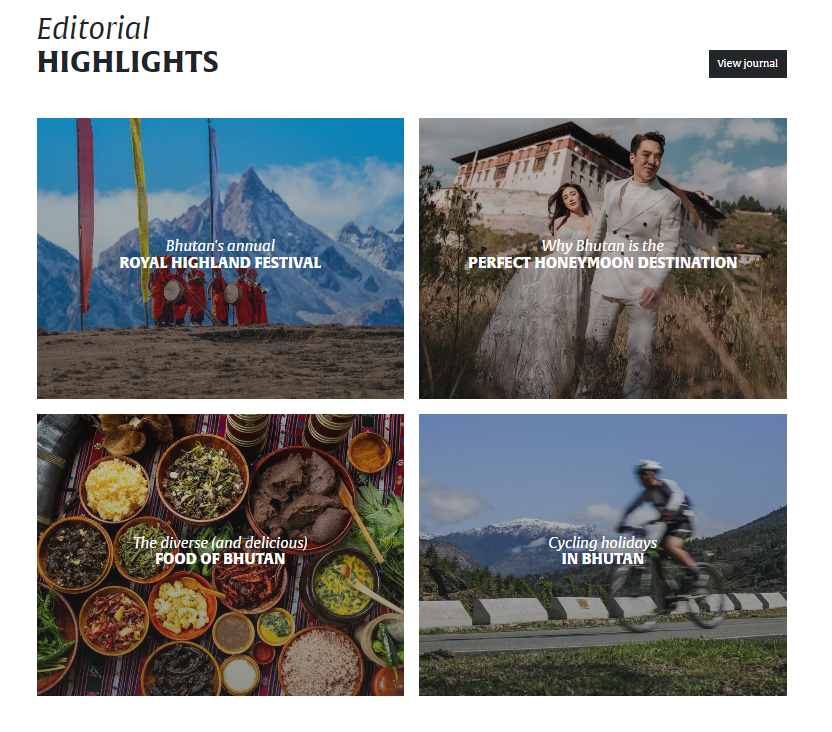 Editorial
HIGHLIGHTS
View journal
Bhutan's annual
ROYAL HIGHLAND FESTIVAL
Why Bhutan is the
PERFECT HONEYMOON DESTINATION
The diverse (and delicious)
FOOD OF BHUTAN
Cycling holidays
IN BHUTAN